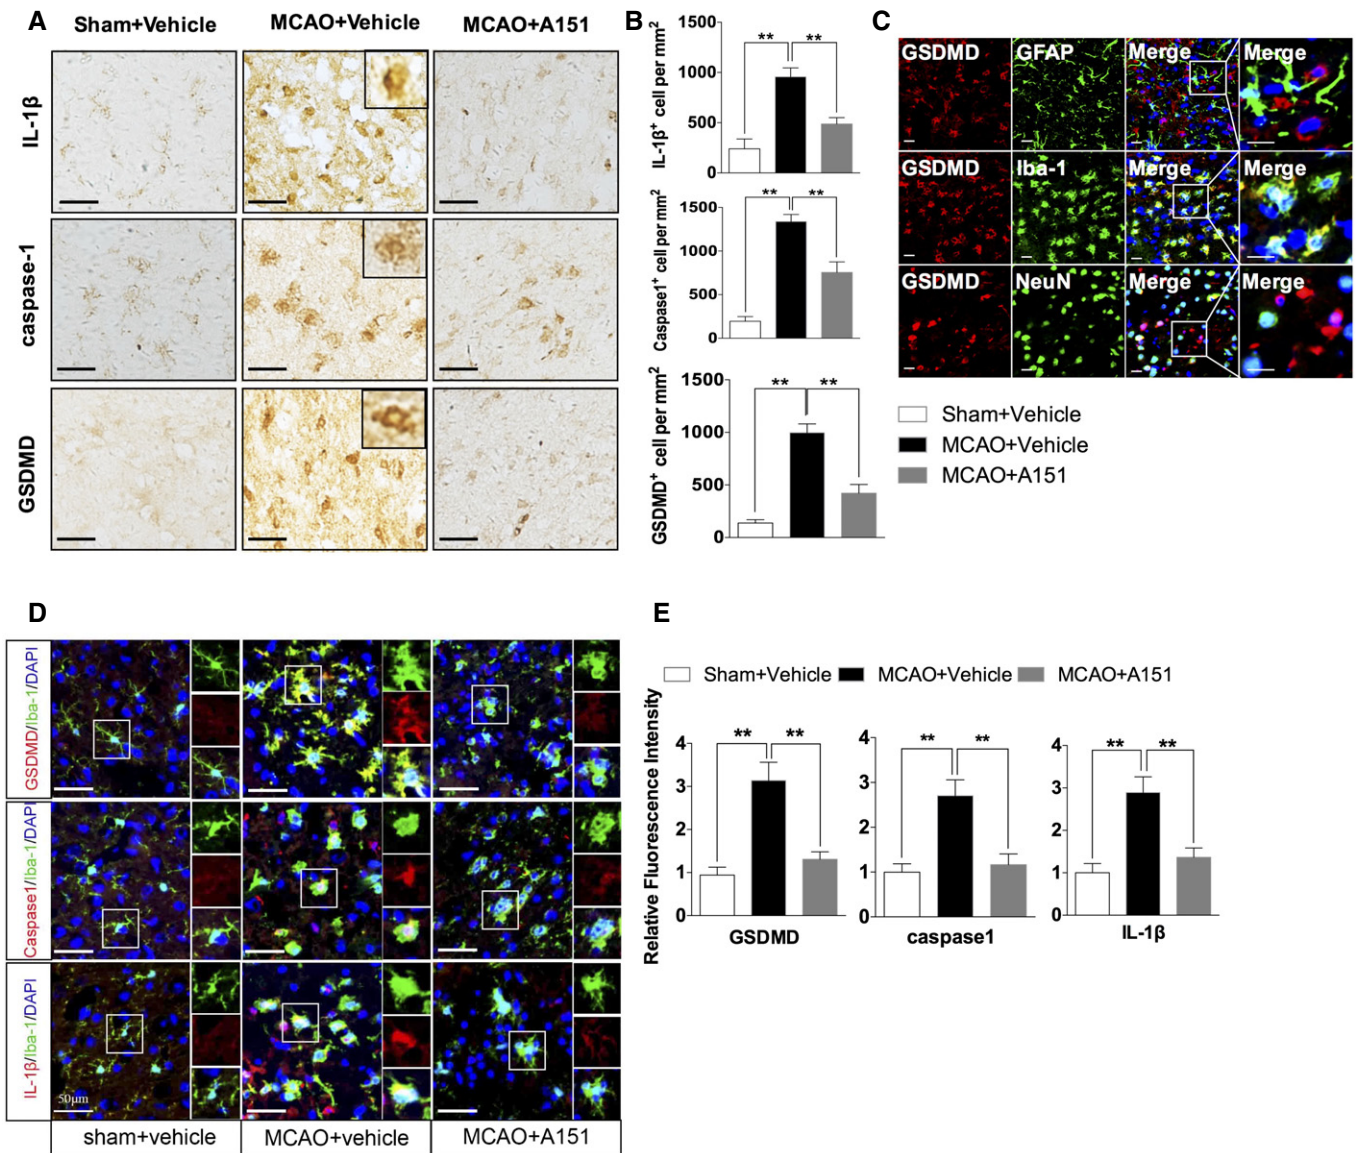 A
Sham+Vehicle
MCAO+Vehicle
MCAO+A151
IL-1β
caspase-1
GSDMD
B
IL-1β+ cell per mm2
1500
1000
500
0
**
**
Caspase1+ cell per mm2
1500
1000
500
0
**
**
GSDMD+ cell per mm2
1500
1000
500
0
**
**
C
GSDMD
GFAP
Merge
Merge
GSDMD
Iba-1
Merge
Merge
GSDMD
NeuN
Merge
Merge
Sham+Vehicle
MCAO+Vehicle
MCAO+A151
D
GSDMD/Iba-1/DAPI
Caspase1/Iba-1/DAPI
IL-1β/Iba-1/DAPI
50μm
sham+vehicle
MCAO+vehicle
MCAO+A151
E
Sham+Vehicle
MCAO+Vehicle
MCAO+A151
Relative Fluorescence Intensity
4
3
2
1
0
**
**
GSDMD
4
3
2
1
0
**
**
caspase1
4
3
2
1
0
**
**
IL-1β